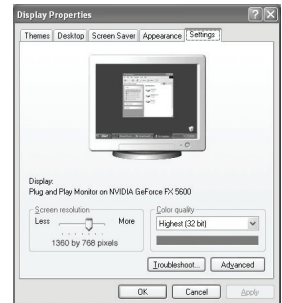 Display Properties
Themes Desktop Screen Saver Appearance Settings
Display:
Plug and Play Monitor on NVIDIA GeForce FX 5600
Screen resolution
Less More
1360 by 768 pixels
Color quality
Highest (32 bit)
Troubleshoot... Advanced
OK Cancel Apply